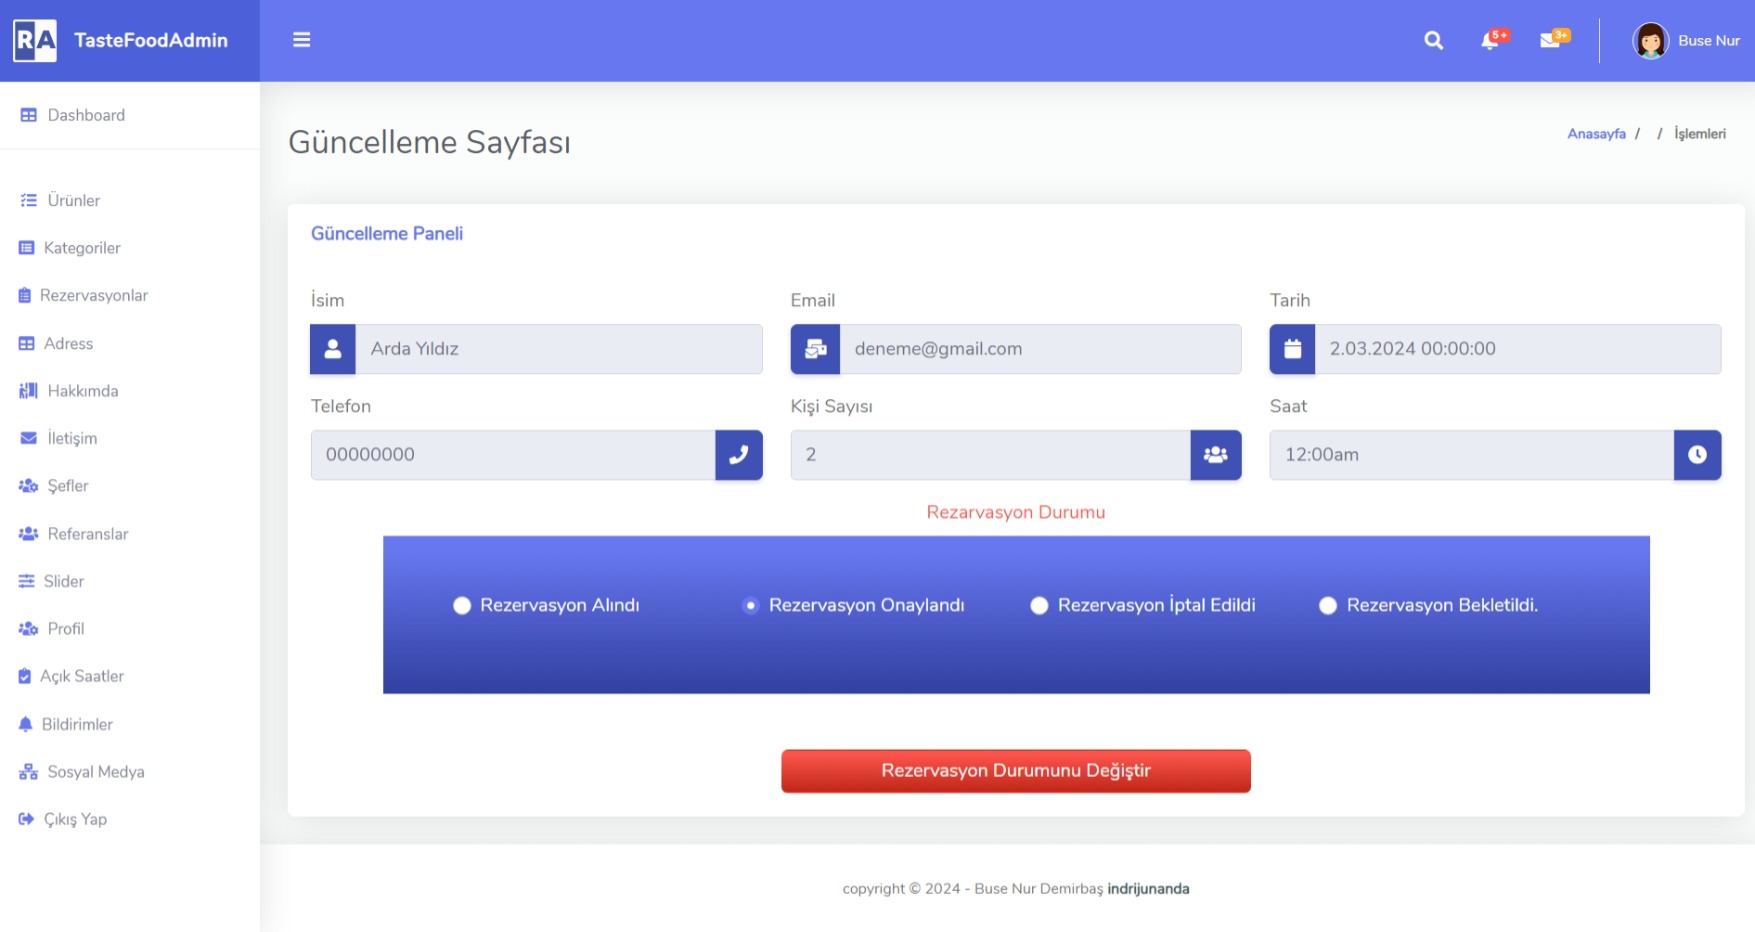 RA TasteFoodAdmin
5+ 3+ Buse Nur
Dashboard
Ürünler
Kategoriler
Rezervasyonlar
Adress
Hakkımda
İletişim
Şefler
Referanslar
Slider
Profil
Açık Saatler
Bildirimler
Sosyal Medya
Çıkış Yap
Güncelleme Sayfası
Anasayfa / / İşlemleri
Güncelleme Paneli
İsim Email Tarih
Arda Yıldız deneme@gmail.com 2.03.2024 00:00:00
Telefon Kişi Sayısı Saat
00000000 2 12:00am
Rezarvasyon Durumu
Rezervasyon Alındı Rezervasyon Onaylandı Rezervasyon İptal Edildi Rezervasyon Bekletildi.
Rezervasyon Durumunu Değiştir
copyright © 2024 - Buse Nur Demirbaş indrijunanda